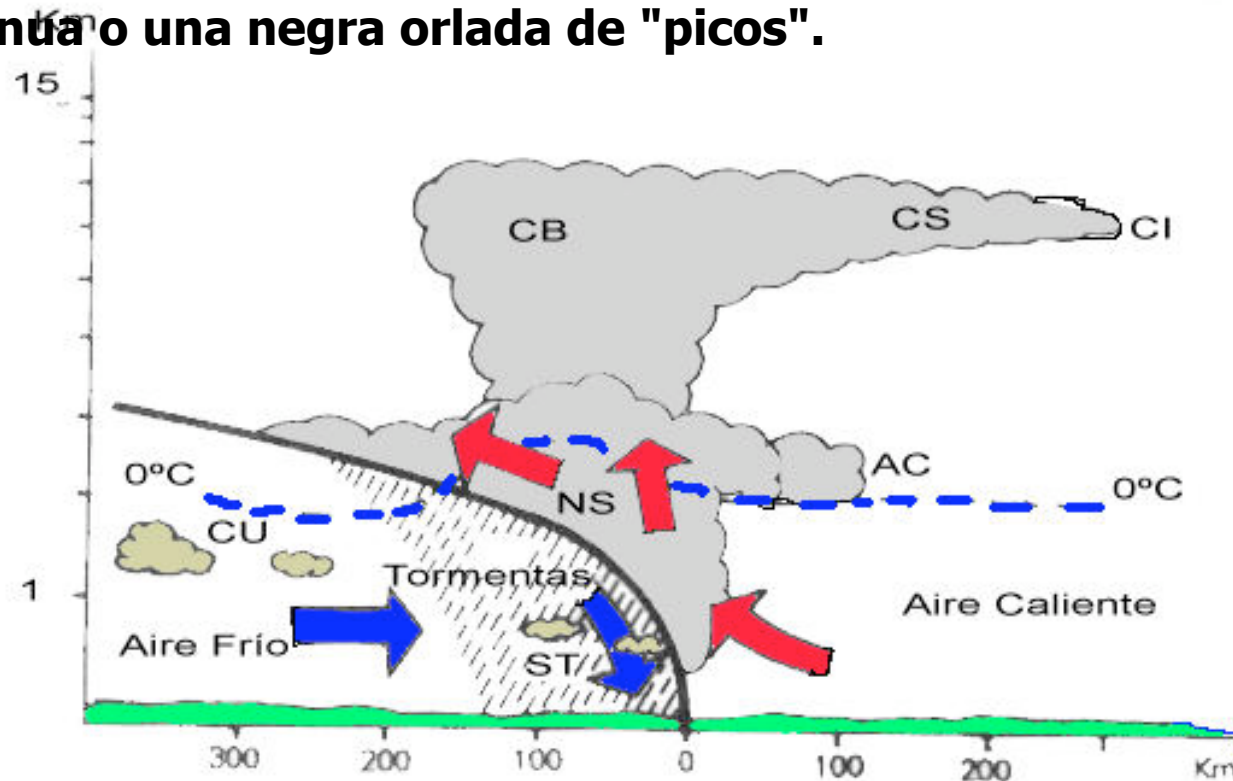 Km
nua o una negra orlada de "picos".
15
CB
CS
CI
AC
0ºC
NS
0ºC
CU
1
Tormentas
Aire Caliente
Aire Frío
ST
300 200 100 0 100 200 Km